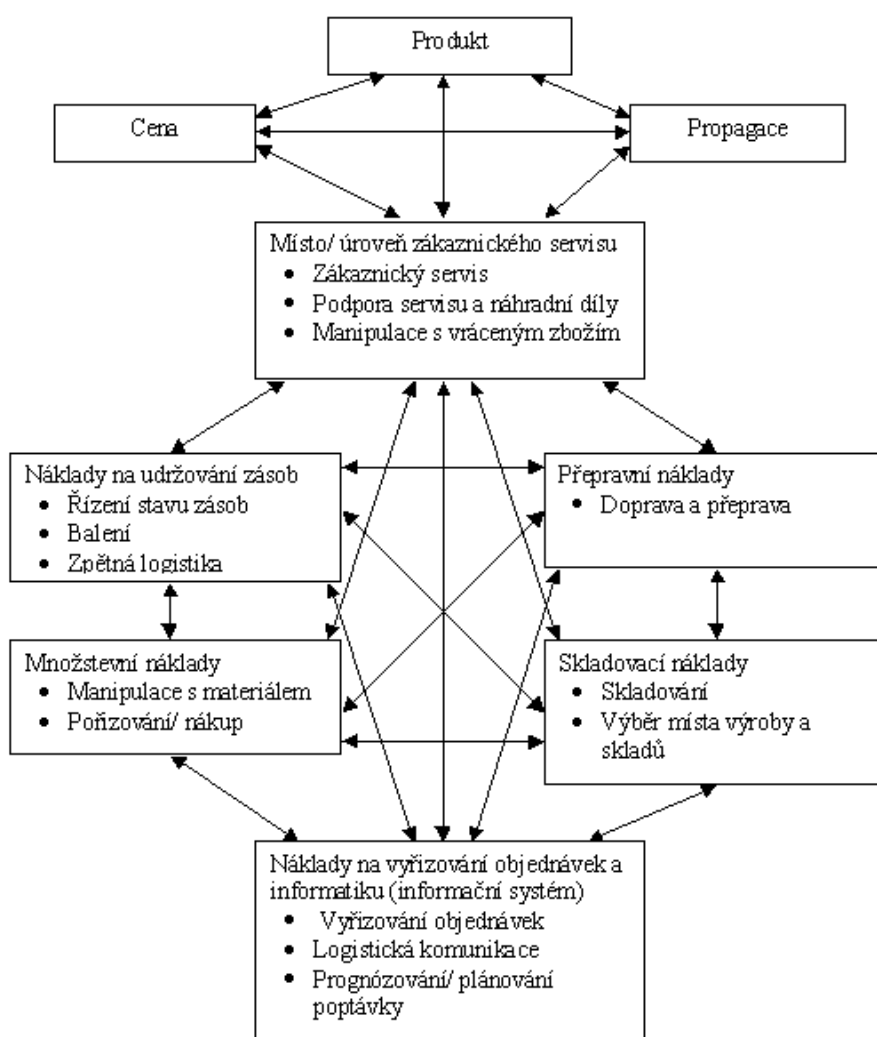 Produkt
Cena
Propagace
Místo/ úroveň zákaznického servisu
• Zákaznický servis
• Podpora servisu a náhradní díly
• Manipulace s vráceným zbožím
Náklady na udržování zásob
• Řízení stavu zásob
• Balení
• Zpětná logistika
Přepravní náklady
• Doprava a přeprava
Množstevní náklady
• Manipulace s materiálem
• Pořizování/ nákup
Skladovací náklady
• Skladování
• Výběr místa výroby a
skladů
Náklady na vyřizování objednávek a
informatiku (informační systém)
• Vyřizování objednávek
• Logistická komunikace
• Prognózování/ plánování
poptávky